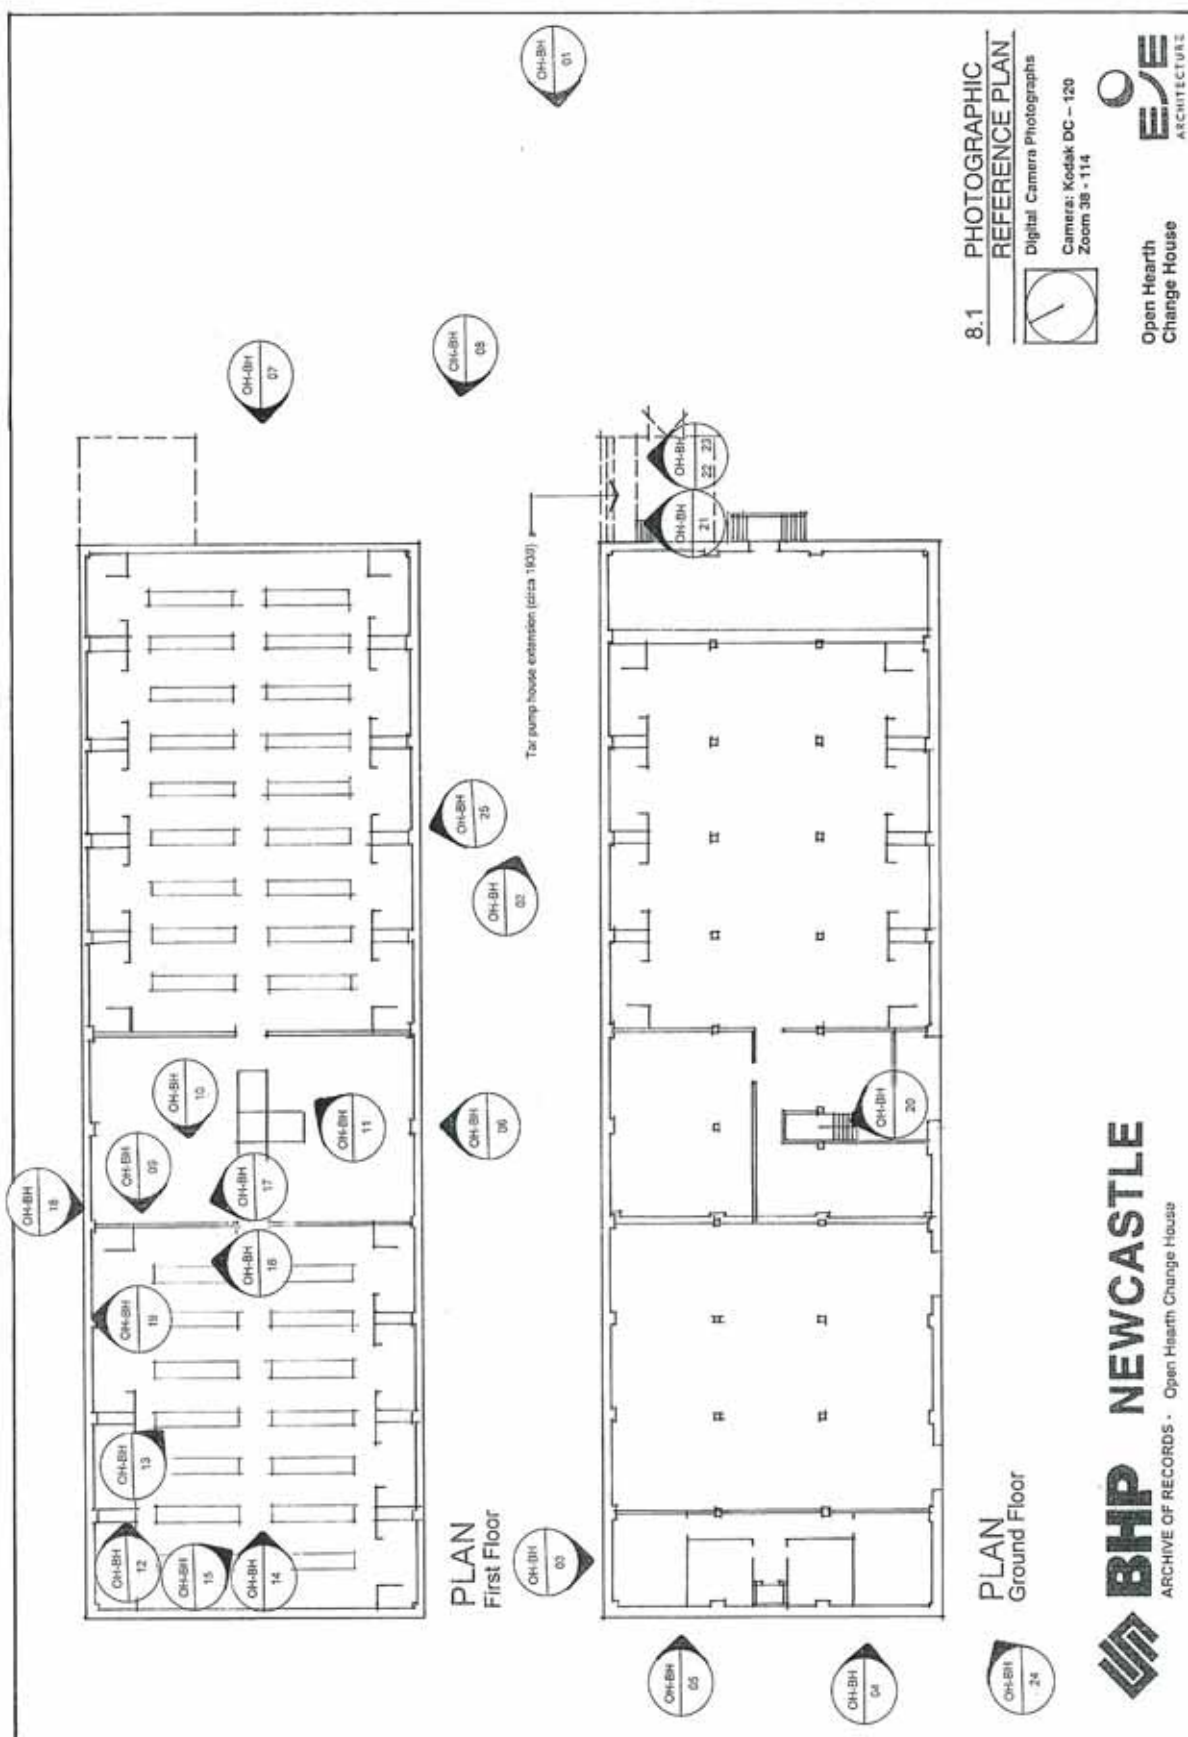 8.1 PHOTOGRAPHIC
REFERENCE PLAN
Digital Camera Photographs
Camera: Kodak DC – 120
Zoom 38 - 114
Open Hearth
Change House
EJE
ARCHITECTURE
OH-BH
01
OH-BH
07
OH-BH
08
OH-BH
22 23
OH-BH
21
Tar pump house extension (circa 1930)
OH-BH
25
OH-BH
02
OH-BH
10
OH-BH
11
OH-BH
06
OH-BH
09
OH-BH
17
OH-BH
18
OH-BH
16
OH-BH
19
OH-BH
13
OH-BH
12
OH-BH
15
OH-BH
14
OH-BH
20
PLAN
First Floor
OH-BH
03
OH-BH
05
OH-BH
04
OH-BH
24
PLAN
Ground Floor
BHP NEWCASTLE
ARCHIVE OF RECORDS - Open Hearth Change House